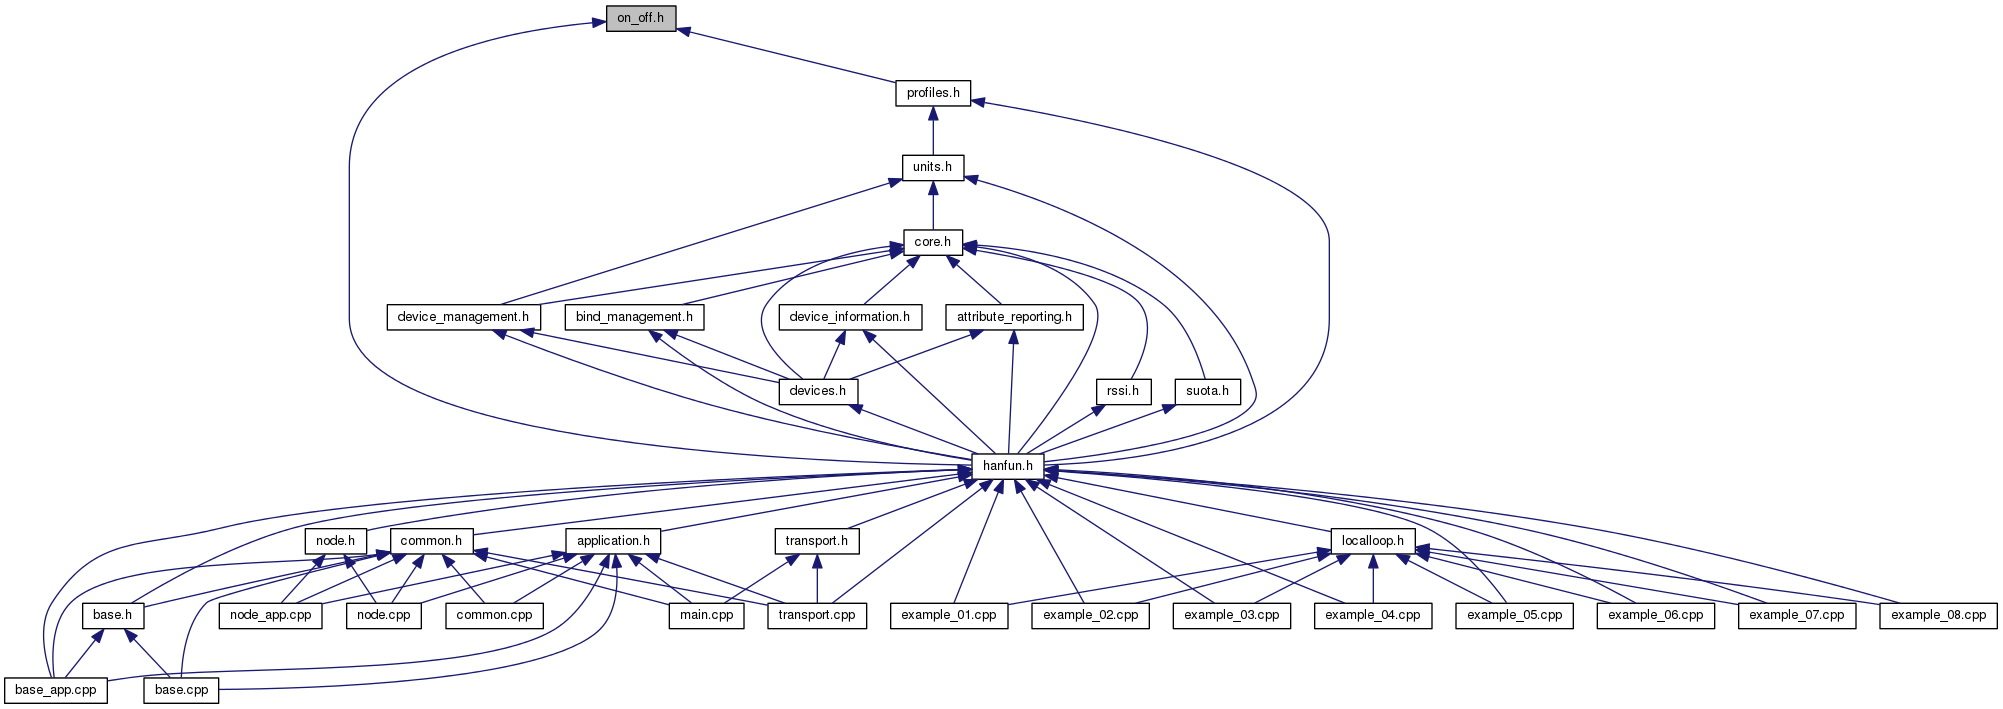 on_off.h
profiles.h
units.h
core.h
device_management.h
bind_management.h
device_information.h
attribute_reporting.h
devices.h
rssi.h
suota.h
hanfun.h
node.h
common.h
application.h
transport.h
localloop.h
base.h
node_app.cpp
node.cpp
common.cpp
main.cpp
transport.cpp
example_01.cpp
example_02.cpp
example_03.cpp
example_04.cpp
example_05.cpp
example_06.cpp
example_07.cpp
example_08.cpp
base_app.cpp
base.cpp